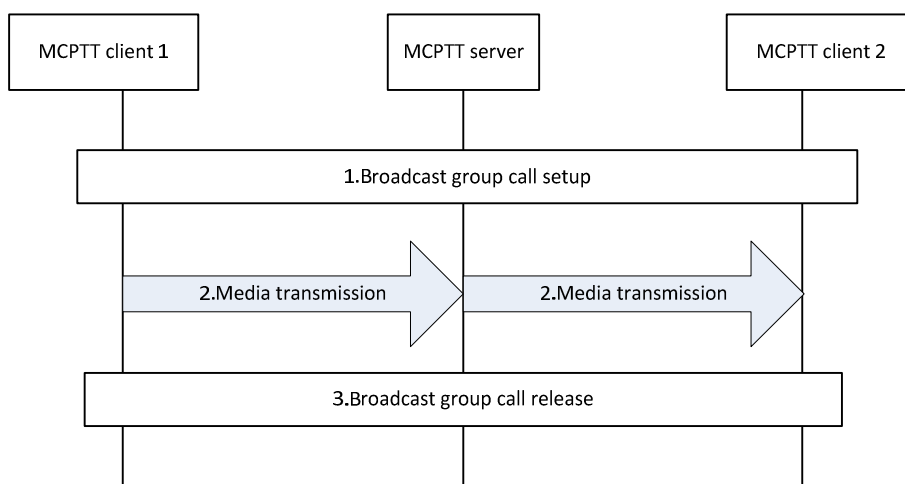 MCPTT client 1
MCPTT server
MCPTT client 2
1.Broadcast group call setup
2.Media transmission
2.Media transmission
3.Broadcast group call release